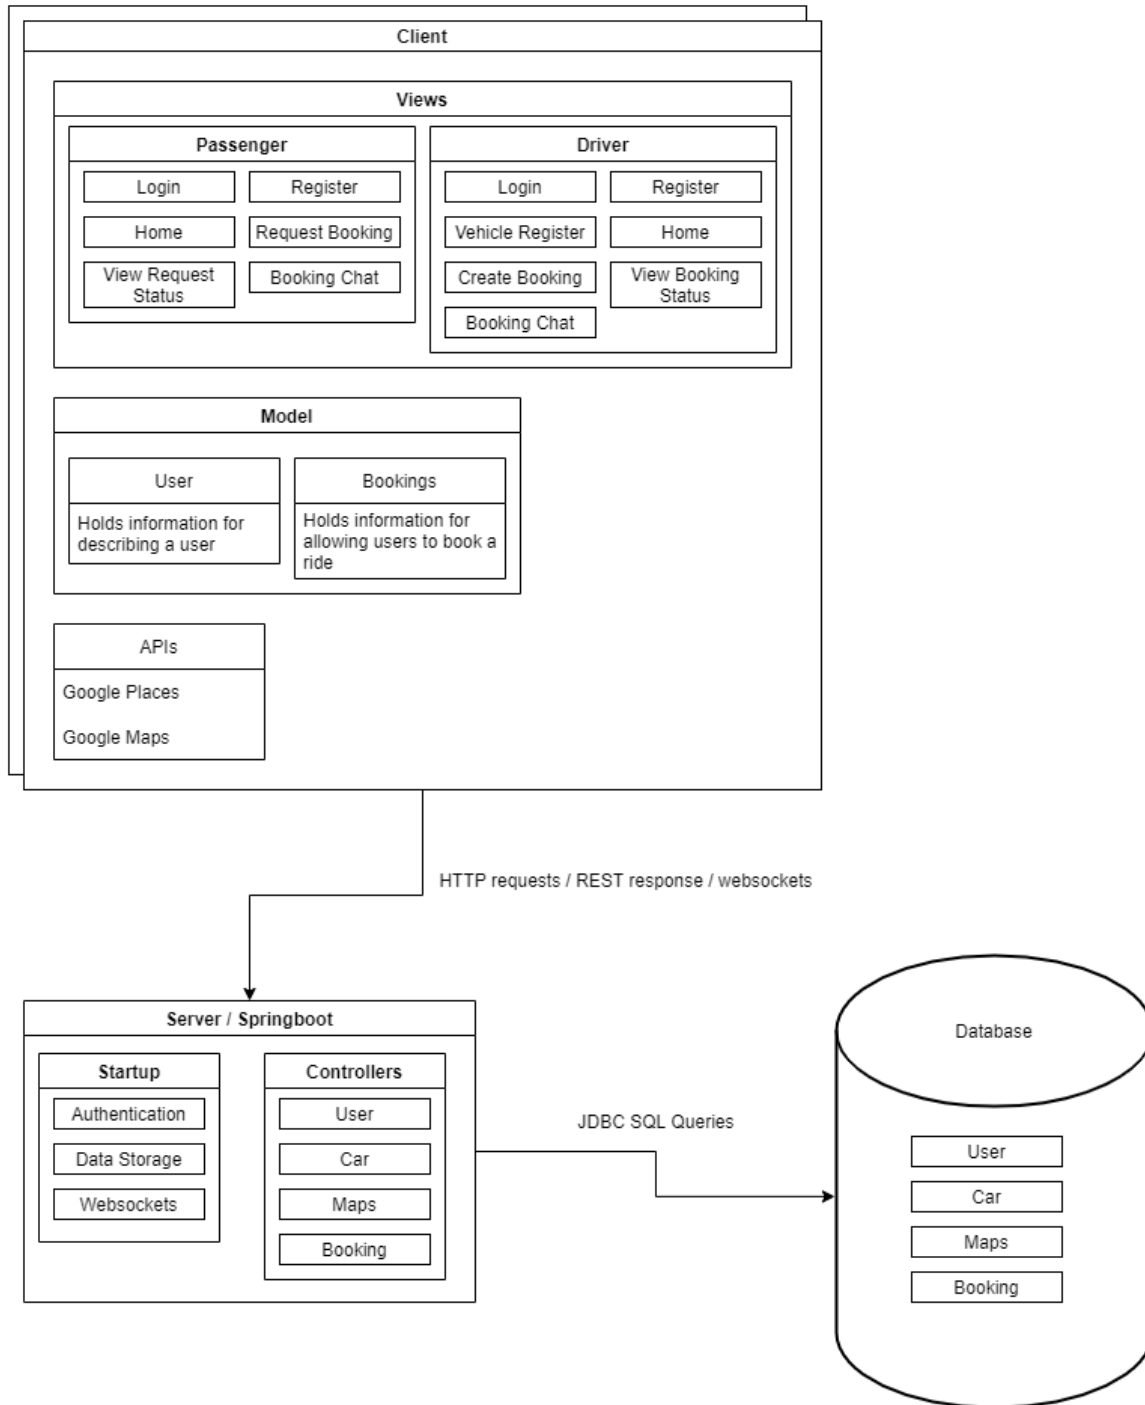 Client
Views
Passenger
Login
Register
Home
Request Booking
View Request
Status
Booking Chat
Driver
Login
Register
Vehicle Register
Home
Create Booking
View Booking
Status
Booking Chat
Model
User
Holds information for
describing a user
Bookings
Holds information for
allowing users to book a
ride
APIs
Google Places
Google Maps
HTTP requests / REST response / websockets
Server / Springboot
Startup
Authentication
Data Storage
Websockets
Controllers
User
Car
Maps
Booking
JDBC SQL Queries
Database
User
Car
Maps
Booking